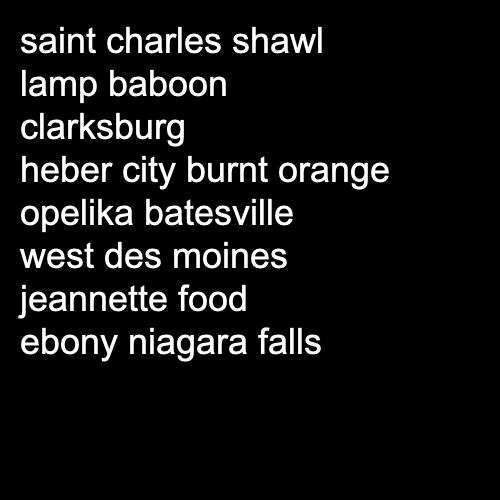 saint charles shawl
lamp baboon
clarksburg
heber city burnt orange
opelika batesville
west des moines
jeannette food
ebony niagara falls